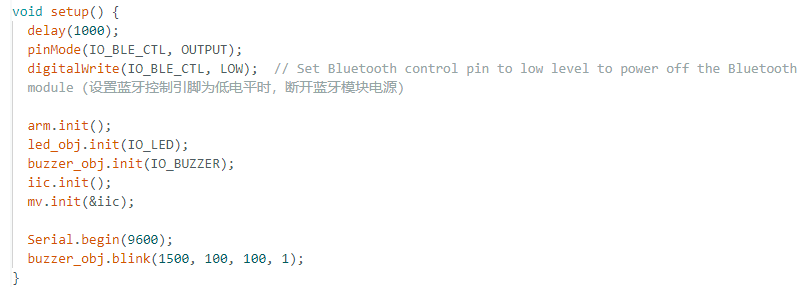 void setup() {
  delay(1000);
  pinMode(IO_BLE_CTL, OUTPUT);
  digitalWrite(IO_BLE_CTL, LOW);  // Set Bluetooth control pin to low level to power off the Bluetooth
  module (设置蓝牙控制引脚为低电平时，断开蓝牙模块电源)

  arm.init();
  led_obj.init(IO_LED);
  buzzer_obj.init(IO_BUZZER);
  iic.init();
  mv.init(&iic);

  Serial.begin(9600);
  buzzer_obj.blink(1500, 100, 100, 1);
}